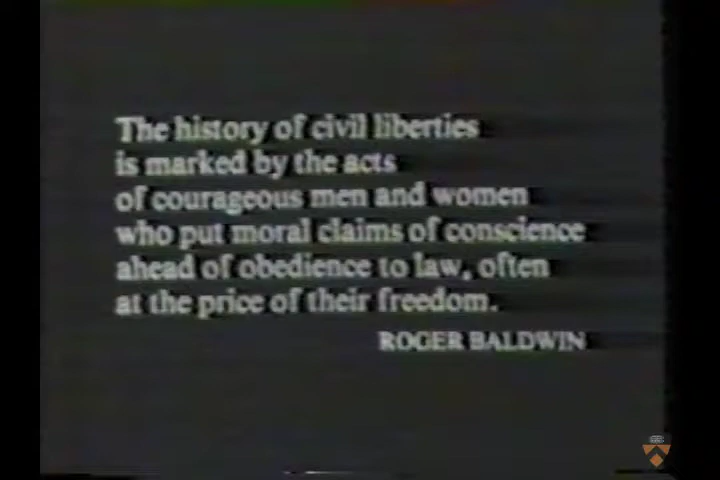 The history of civil liberties
is marked by the acts
of courageous men and women
who put moral claims of conscience
ahead of obedience to law, often
at the price of their freedom.
ROGER BALDWIN